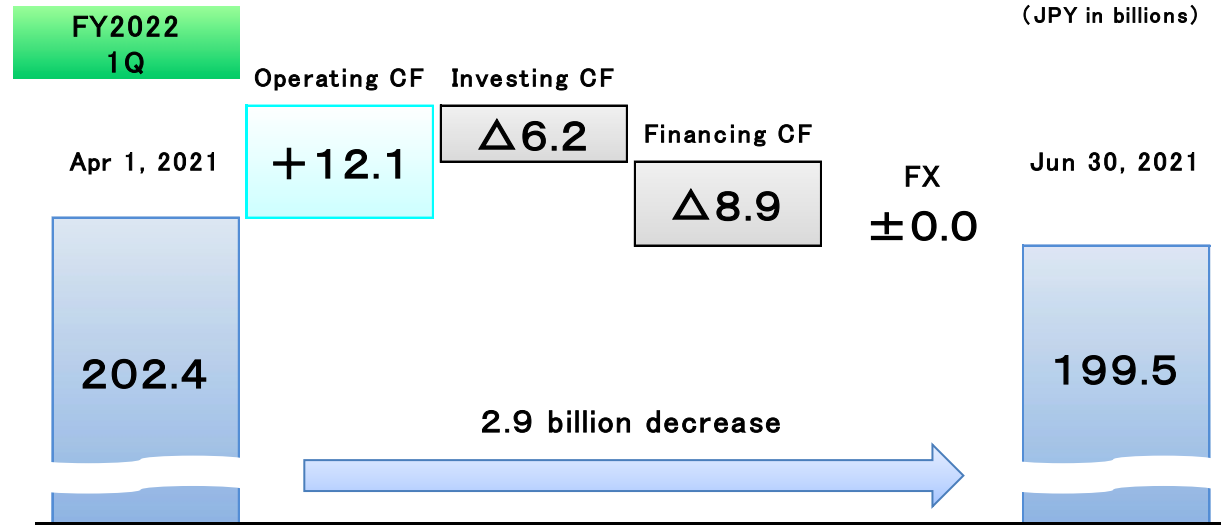 FY2022
1Q
（JPY in billions）
Operating CF
Investing CF
Financing CF
Apr 1, 2021
＋12.1
△6.2
△8.9
FX
±0.0
Jun 30, 2021
202.4
199.5
2.9 billion decrease